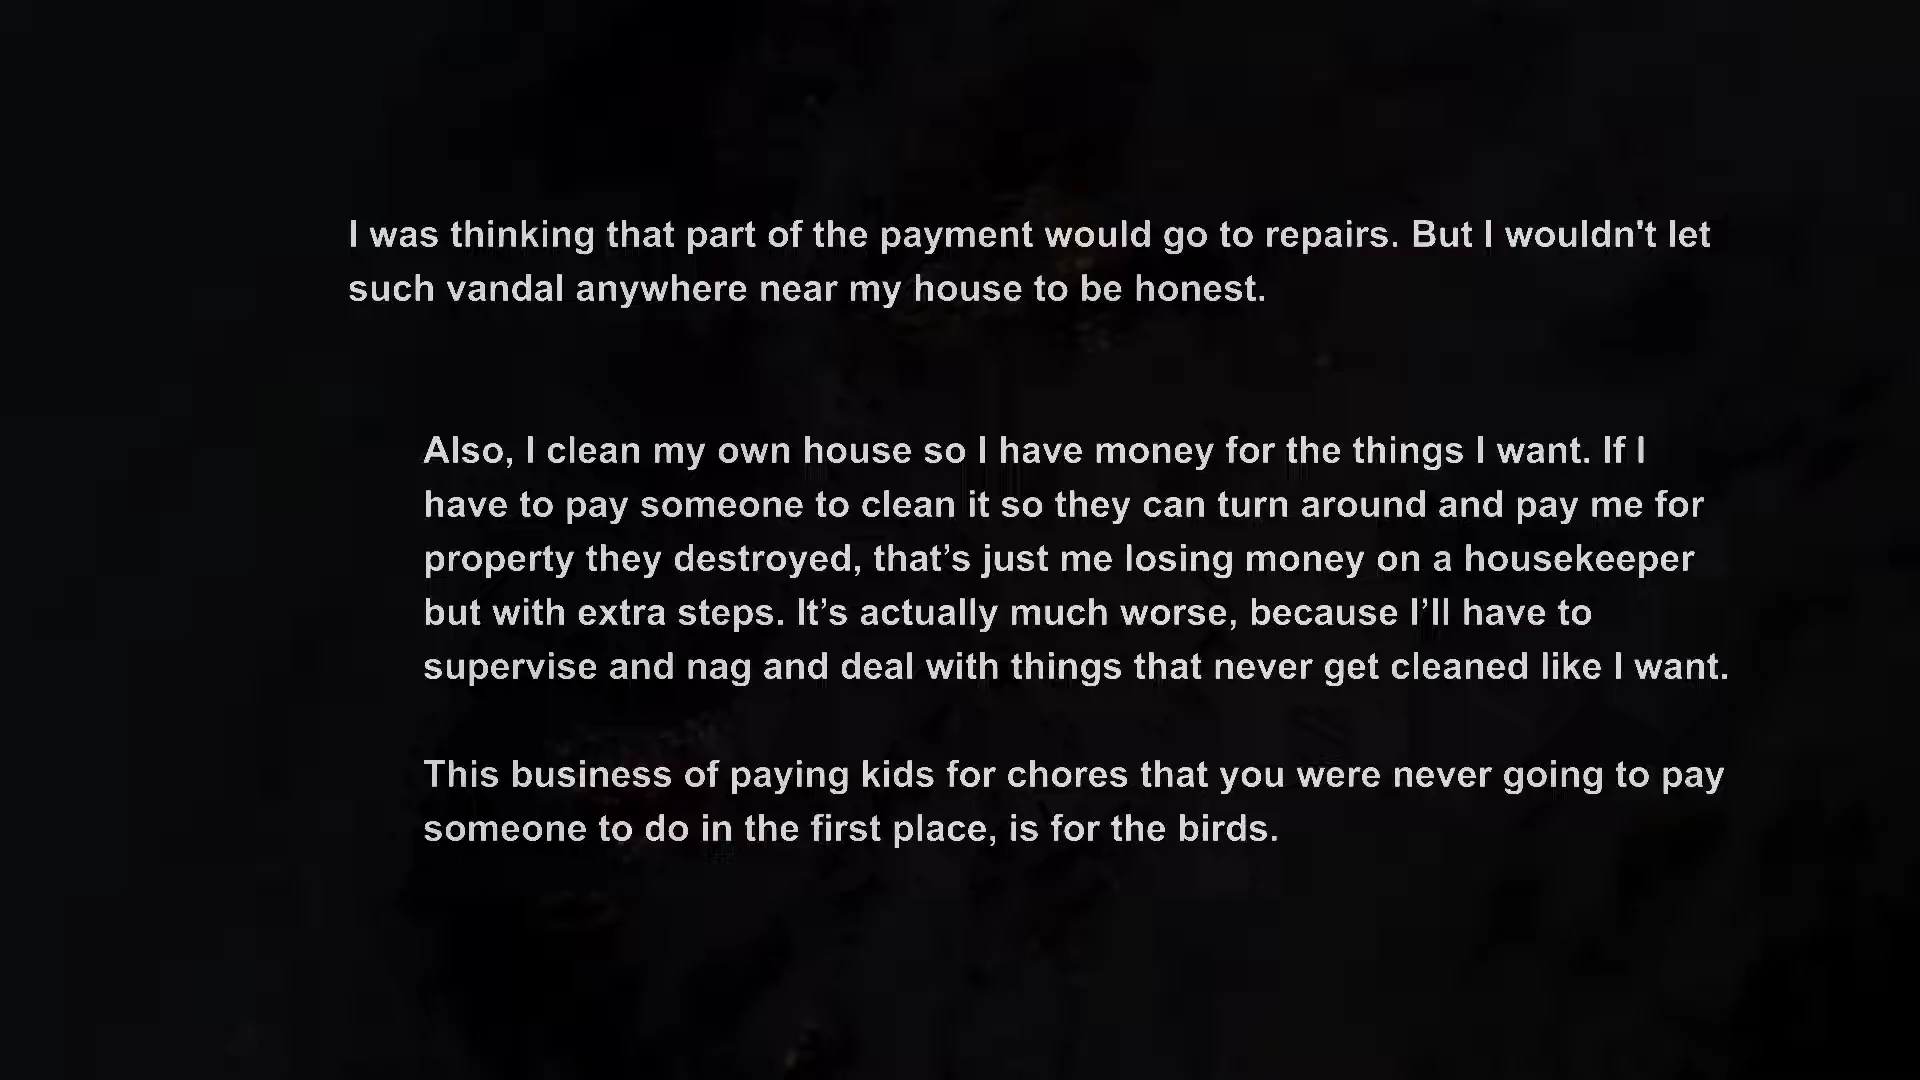 I was thinking that part of the payment would go to repairs. But I wouldn't let
such vandal anywhere near my house to be honest.
Also, I clean my own house so I have money for the things I want. If I
have to pay someone to clean it so they can turn around and pay me for
property they destroyed, that’s just me losing money on a housekeeper
but with extra steps. It’s actually much worse, because I’ll have to
supervise and nag and deal with things that never get cleaned like I want.
This business of paying kids for chores that you were never going to pay
someone to do in the first place, is for the birds.